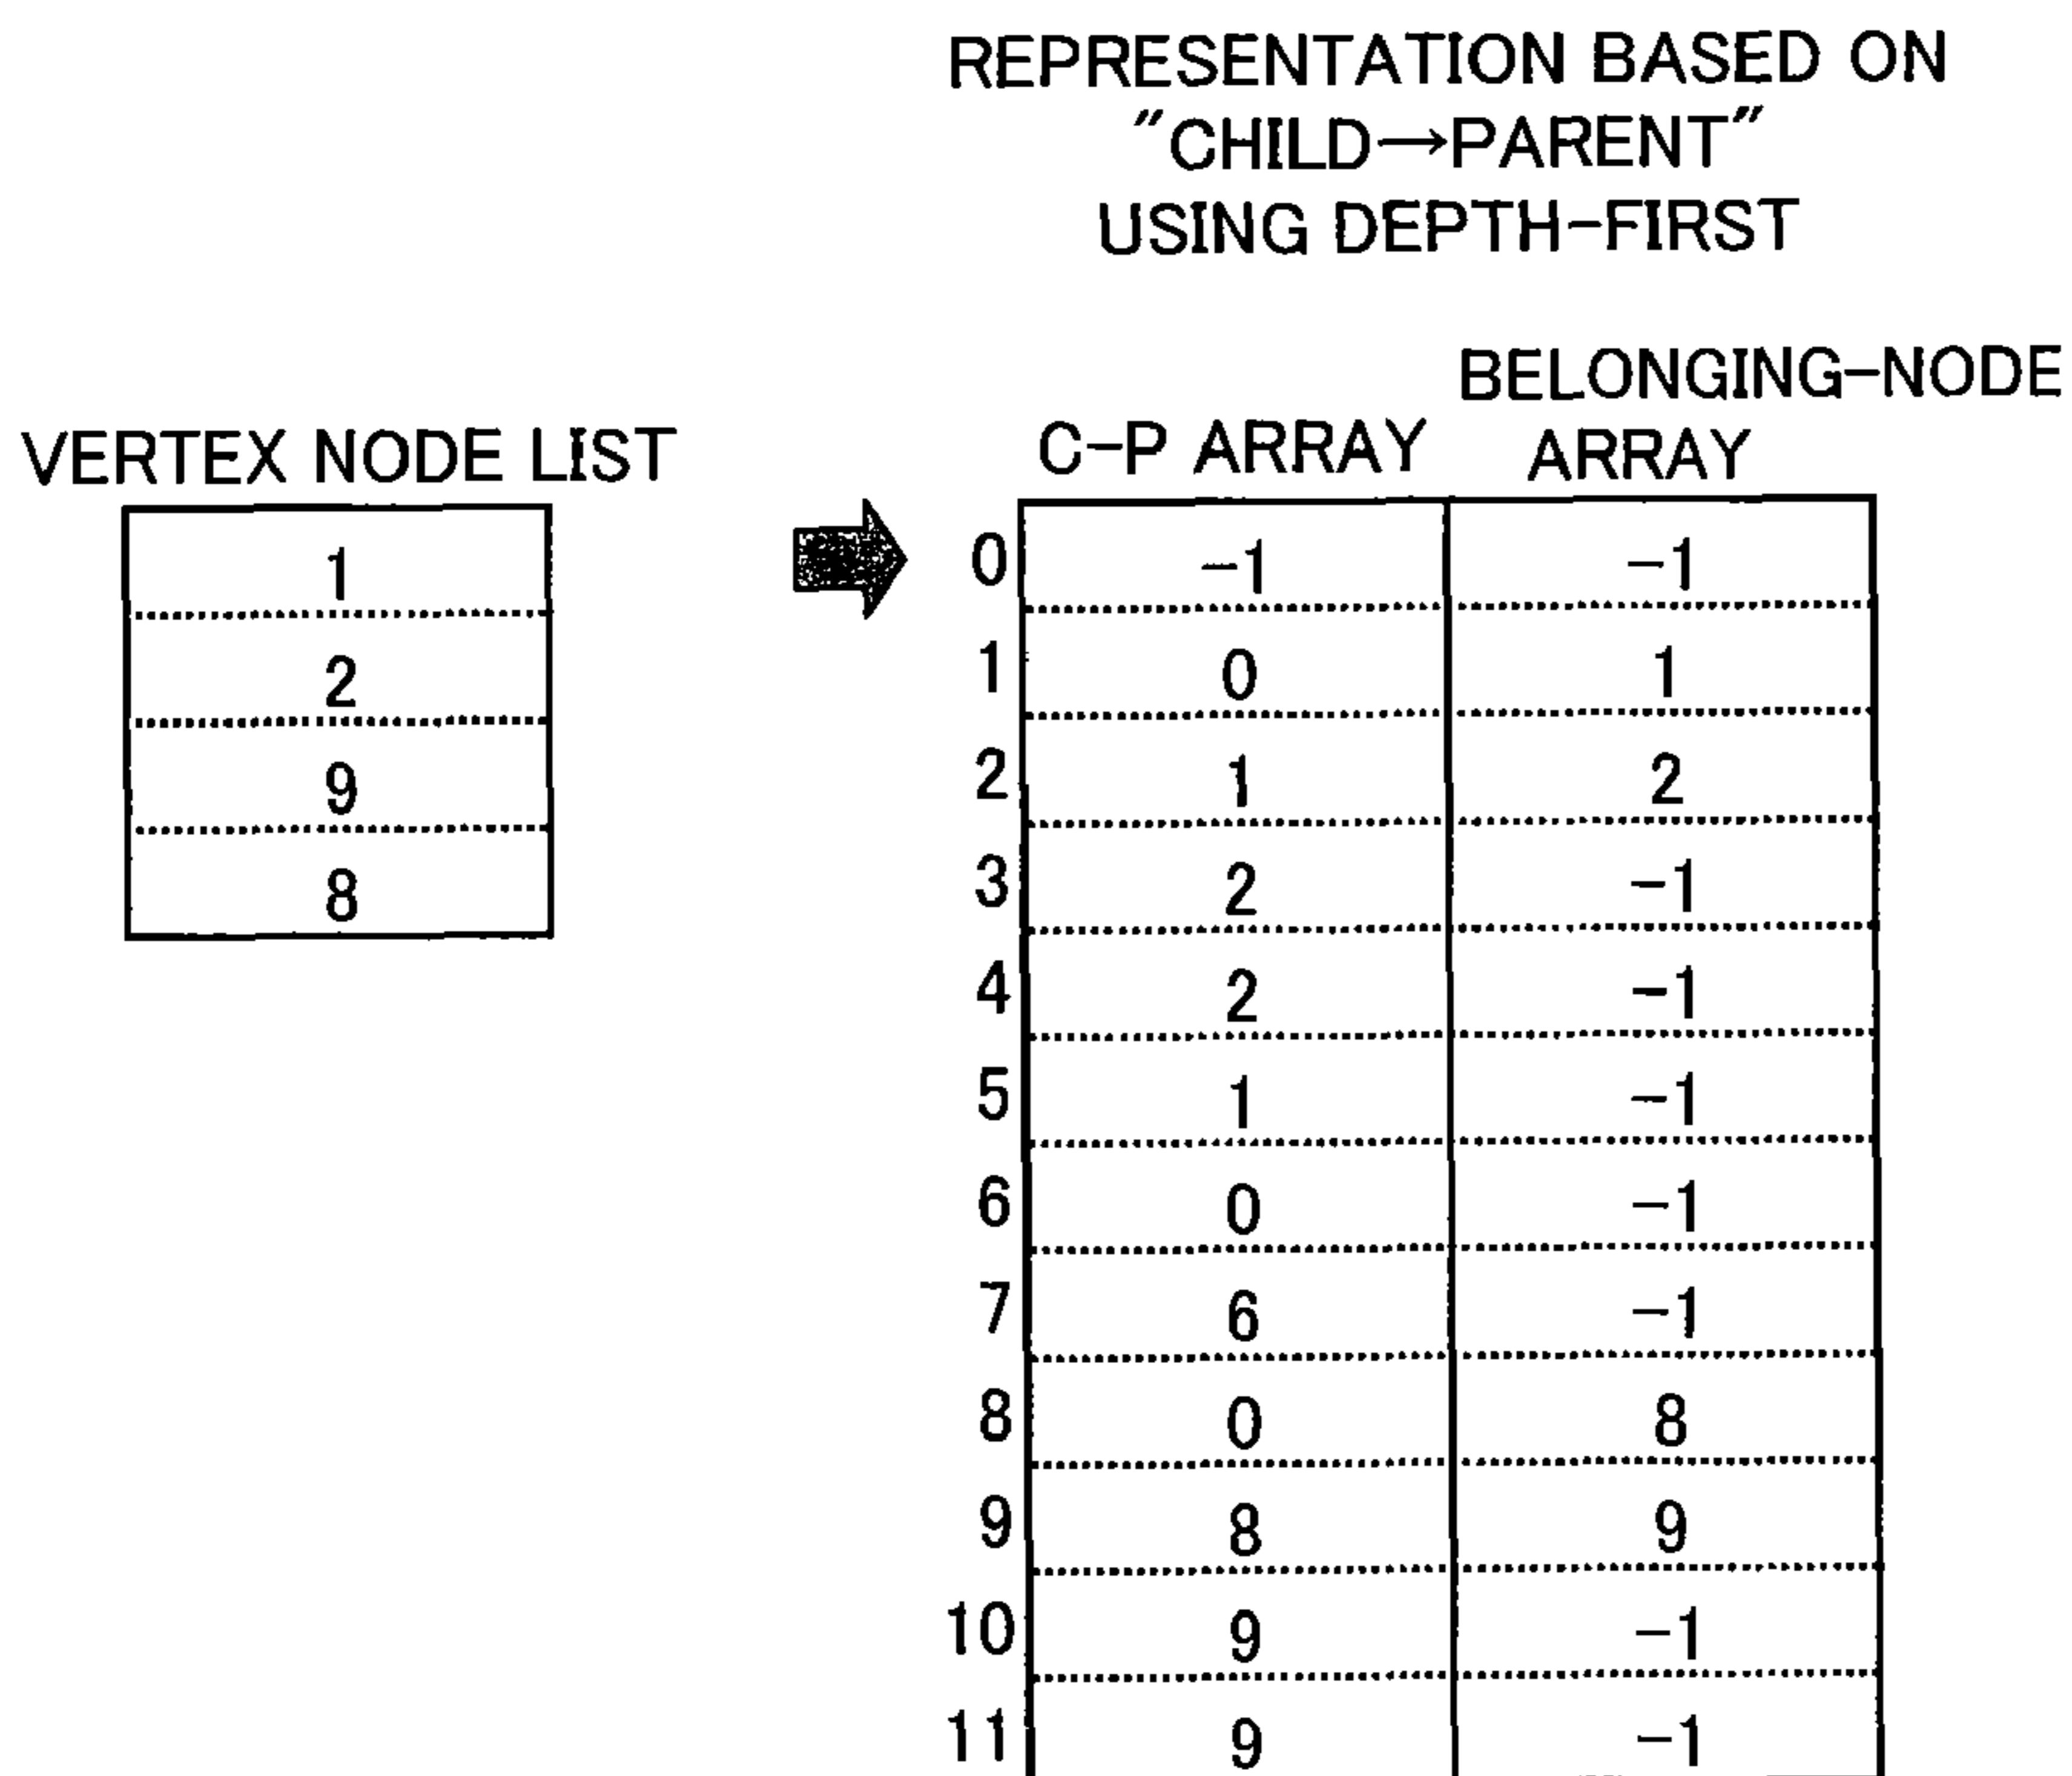 REPRESENTATION BASED ON
"CHILD→PARENT"
USING DEPTH-FIRST
VERTEX NODE LIST
1
2
9
8
C-P ARRAY
BELONGING-NODE
ARRAY
0 -1 -1
1 0 1
2 1 2
3 2 -1
4 2 -1
5 1 -1
6 0 -1
7 6 -1
8 0 8
9 8 9
10 9 -1
11 9 -1